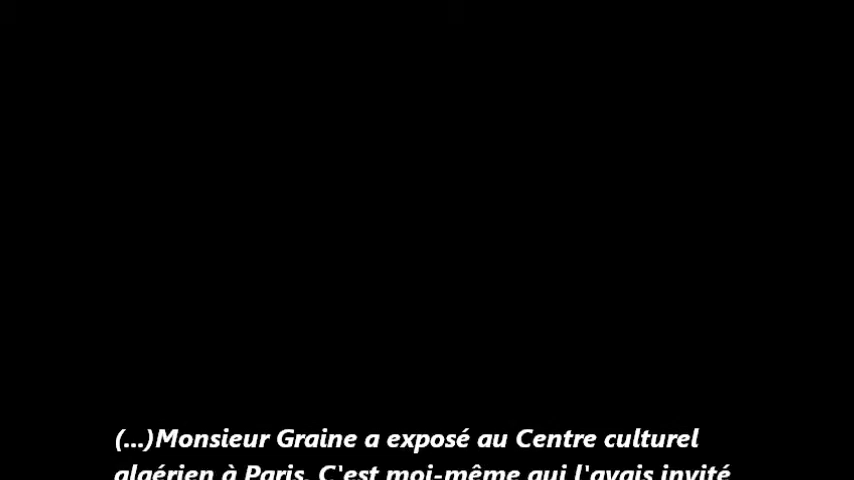 (...)Monsieur Graine a exposé au Centre culturel
algérien à Paris. C'est moi-même qui l'avais invité